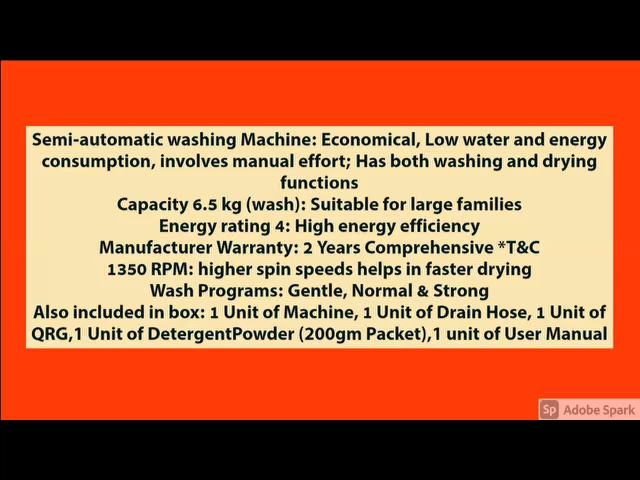 Semi-automatic washing Machine: Economical, Low water and energy
consumption, involves manual effort; Has both washing and drying
functions
Capacity 6.5 kg (wash): Suitable for large families
Energy rating 4: High energy efficiency
Manufacturer Warranty: 2 Years Comprehensive *T&C
1350 RPM: higher spin speeds helps in faster drying
Wash Programs: Gentle, Normal & Strong
Also included in box: 1 Unit of Machine, 1 Unit of Drain Hose, 1 Unit of
QRG,1 Unit of DetergentPowder (200gm Packet),1 unit of User Manual
Sp Adobe Spark